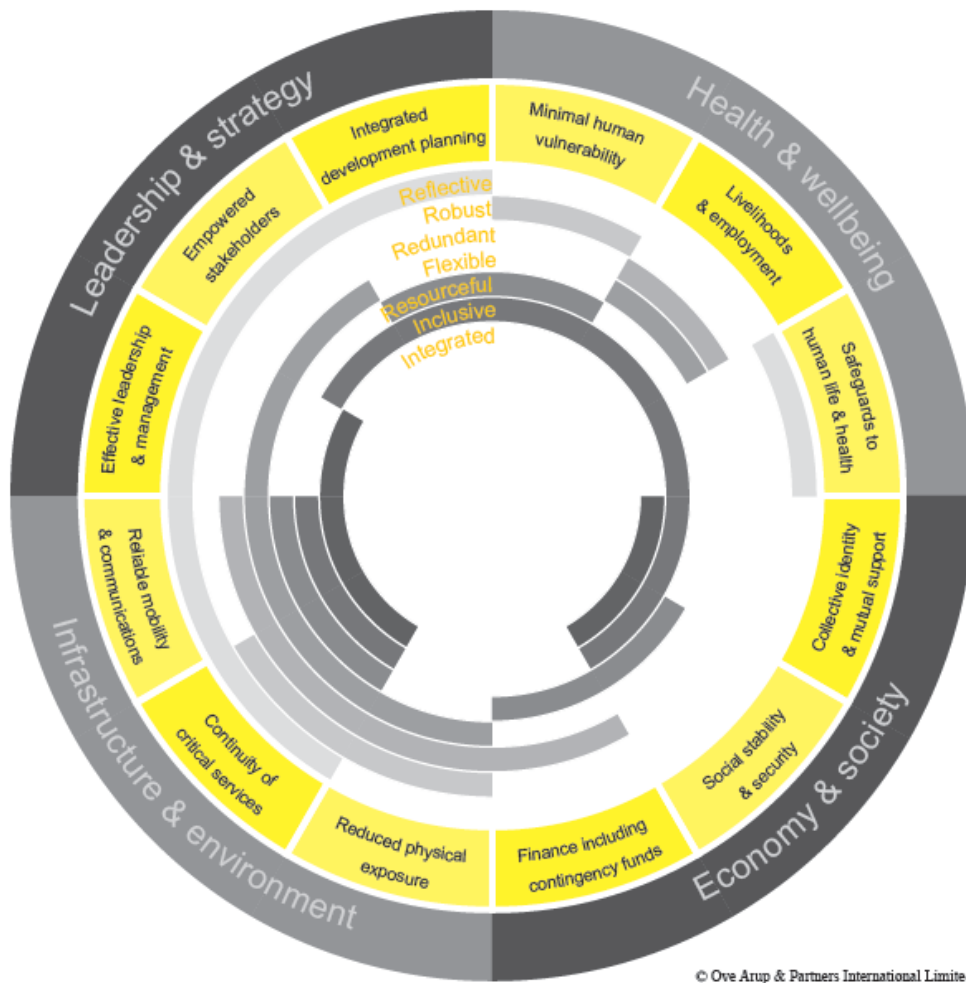 Leadership & strategy
Health & wellbeing
Economy & society
Infrastructure & environment
Integrated
development planning
Minimal human
vulnerability
Livelihoods
& employment
Safeguards to
human life & health
Collective identity
& mutual support
Social stability
& security
Finance including
contingency funds
Reduced physical
exposure
Continuity of
critical services
Reliable mobility
& communications
Effective leadership
& management
Empowered
stakeholders
Reflective
Robust
Redundant
Flexible
Resourceful
Inclusive
Integrated
© Ove Arup & Partners International Limite